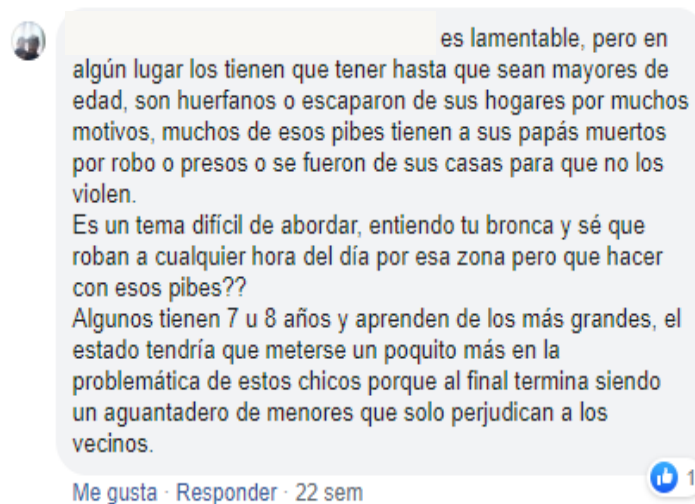 es lamentable, pero en
algún lugar los tienen que tener hasta que sean mayores de
edad, son huerfanos o escaparon de sus hogares por muchos
motivos, muchos de esos pibes tienen a sus papás muertos
por robo o presos o se fueron de sus casas para que no los
violen.
Es un tema difícil de abordar, entiendo tu bronca y sé que
roban a cualquier hora del día por esa zona pero que hacer
con esos pibes??
Algunos tienen 7 u 8 años y aprenden de los más grandes, el
estado tendría que meterse un poquito más en la
problemática de estos chicos porque al final termina siendo
un aguantadero de menores que solo perjudican a los
vecinos.
1
Me gusta · Responder · 22 sem